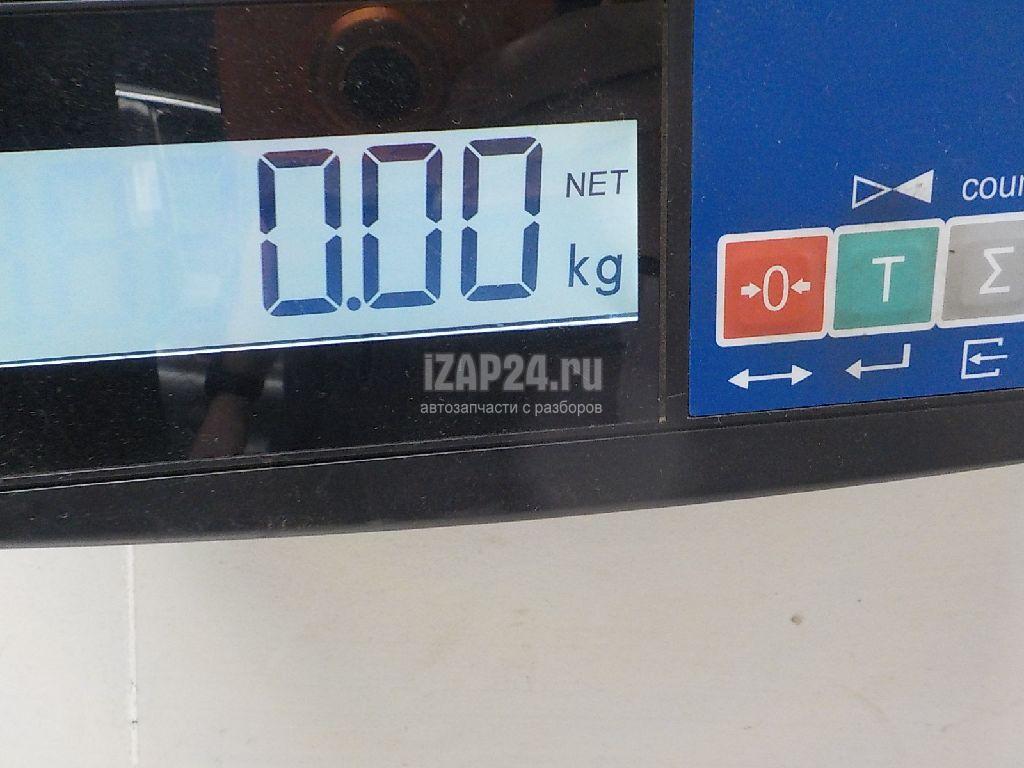 0.00
NET
kg
coun
→0←
T
Σ
iZAP24.ru
автозапчасти с разборов